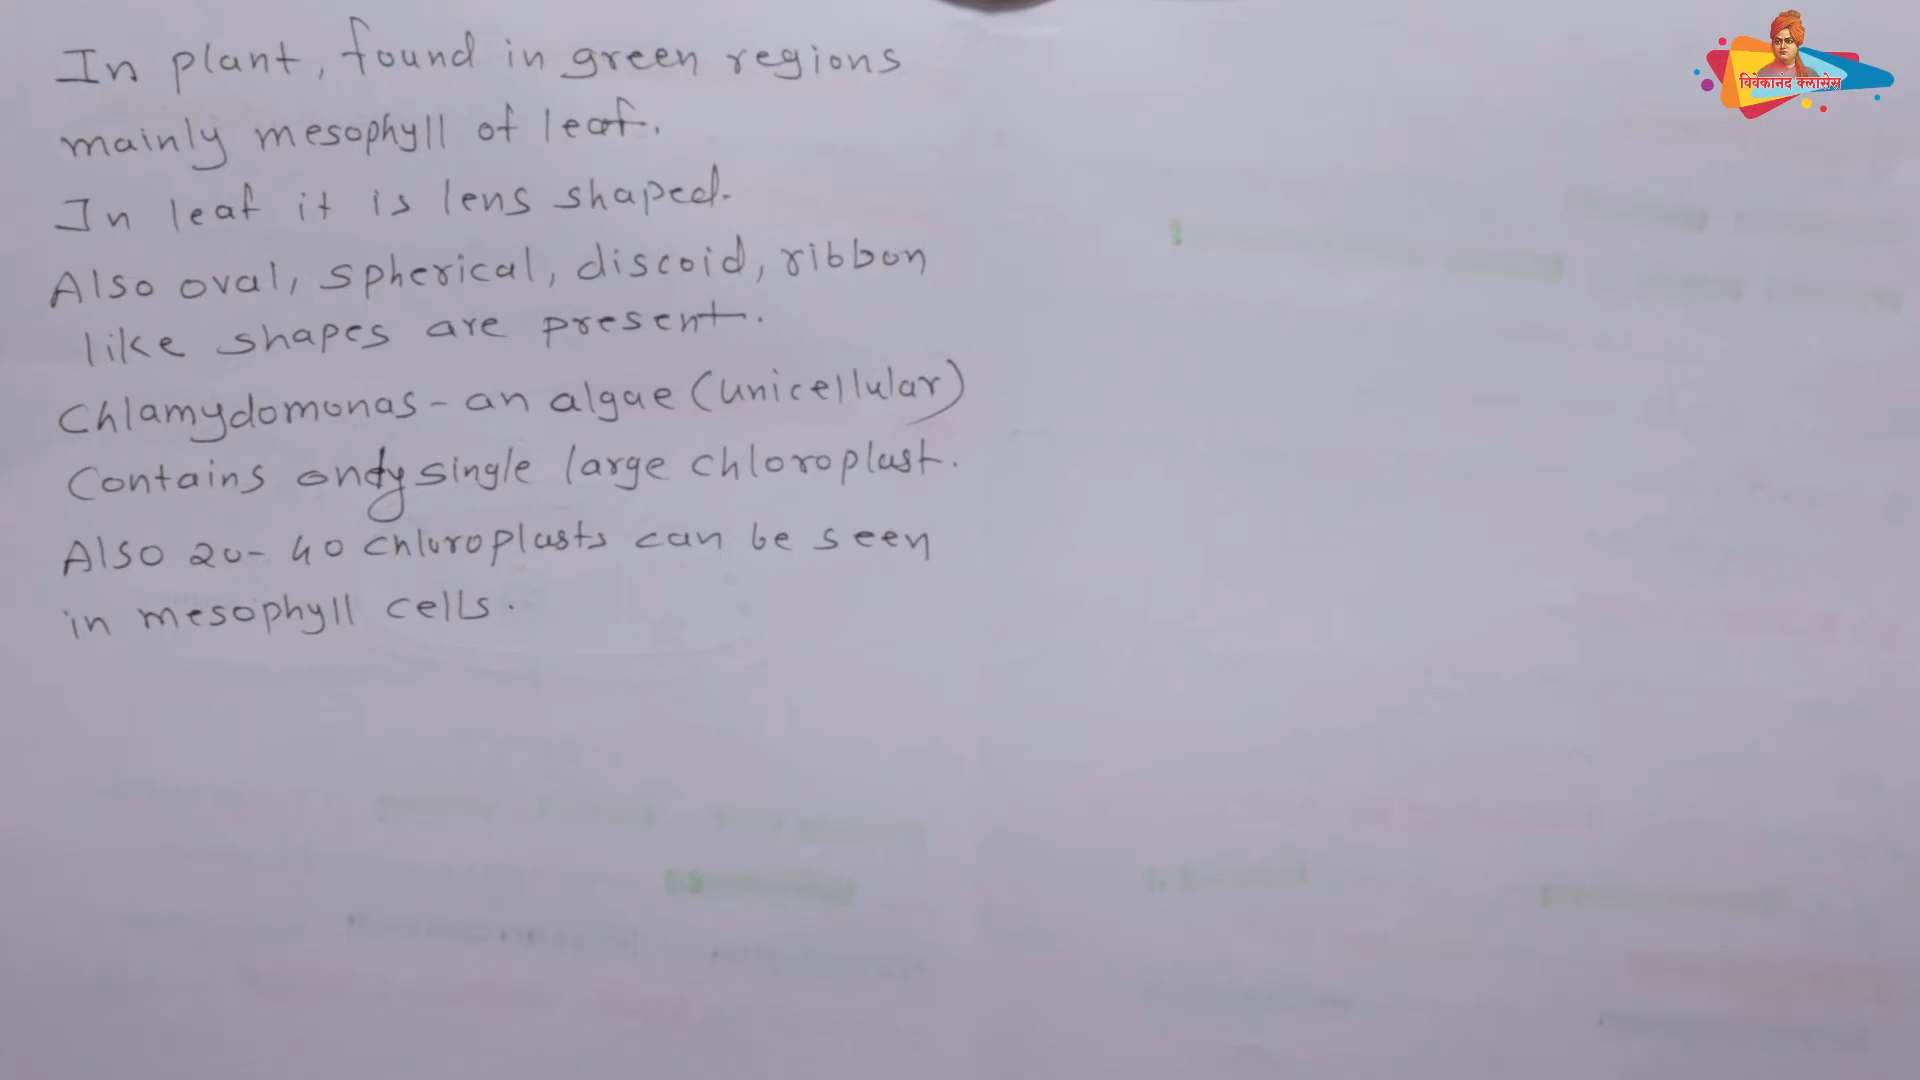 In plant, found in green regions
mainly mesophyll of leaf.
In leaf it is lens shaped.
Also oval, spherical, discoid, ribbon
like shapes are present.
Chlamydomonas - an algae (unicellular)
Contains only single large chloroplast.
Also 20-40 chloroplasts can be seen
in mesophyll cells.
विवेकानंद क्लासेस